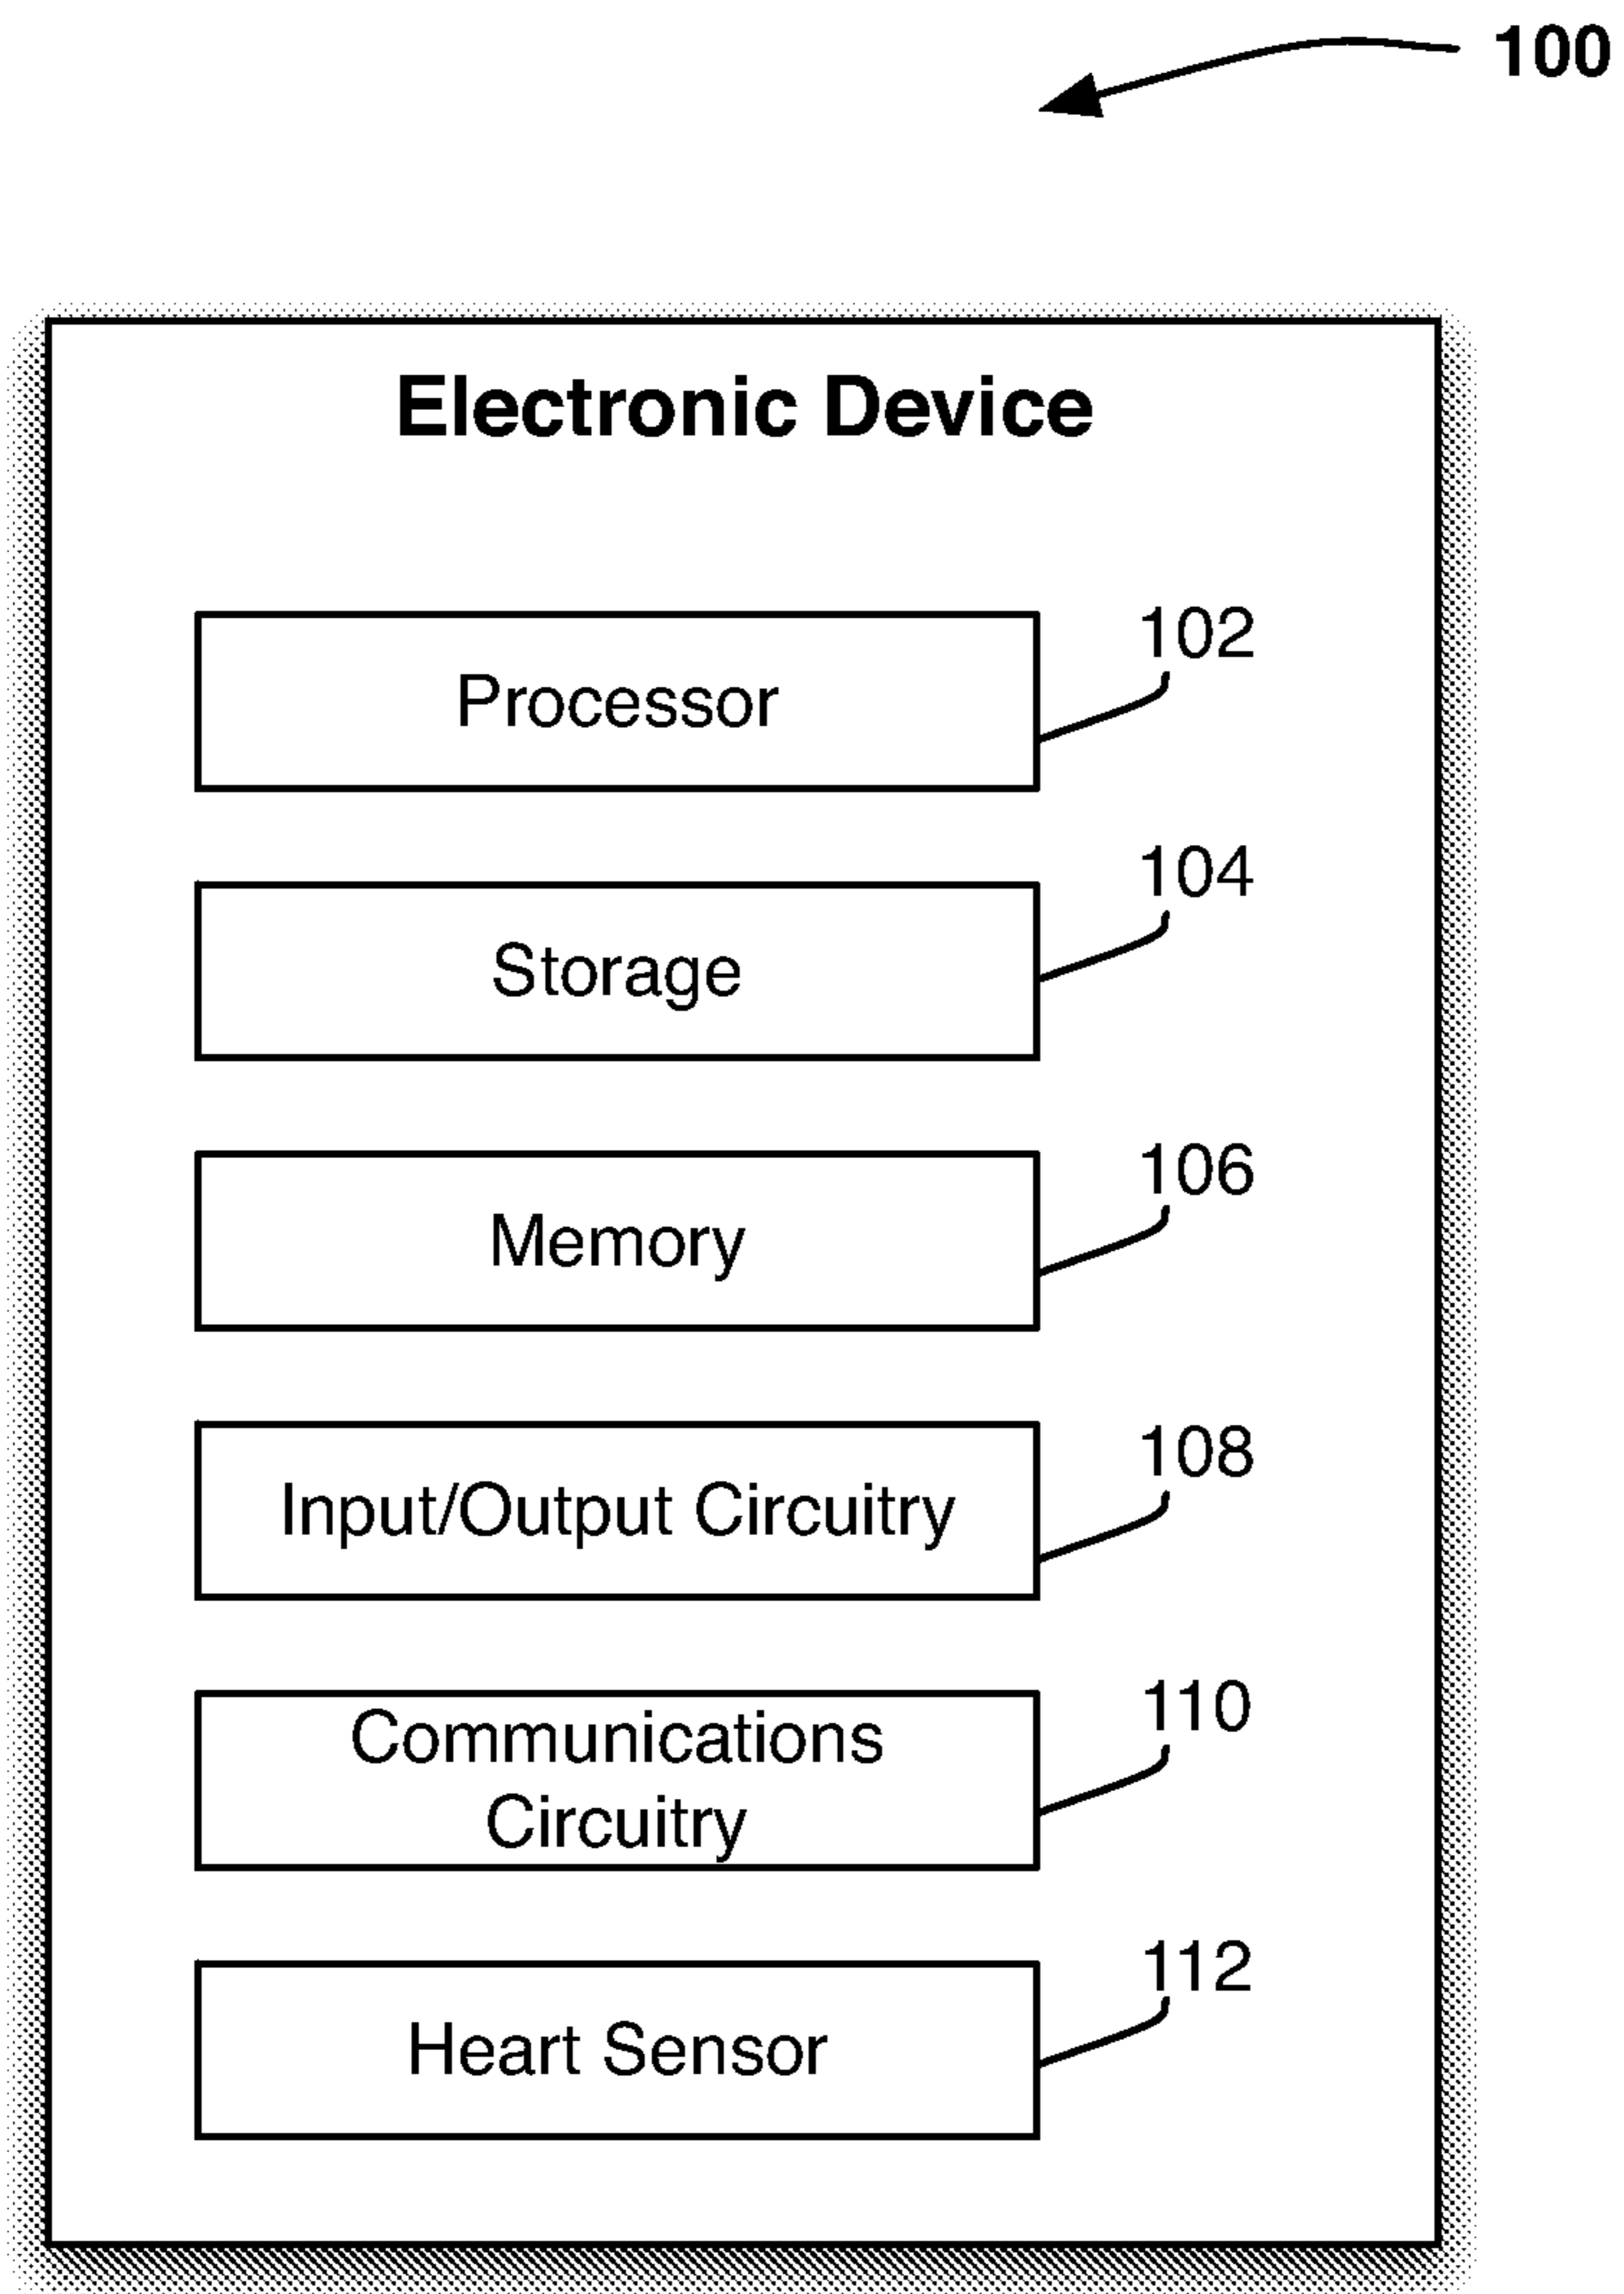 100
Electronic Device
102
Processor
104
Storage
106
Memory
108
Input/Output Circuitry
110
Communications
Circuitry
112
Heart Sensor